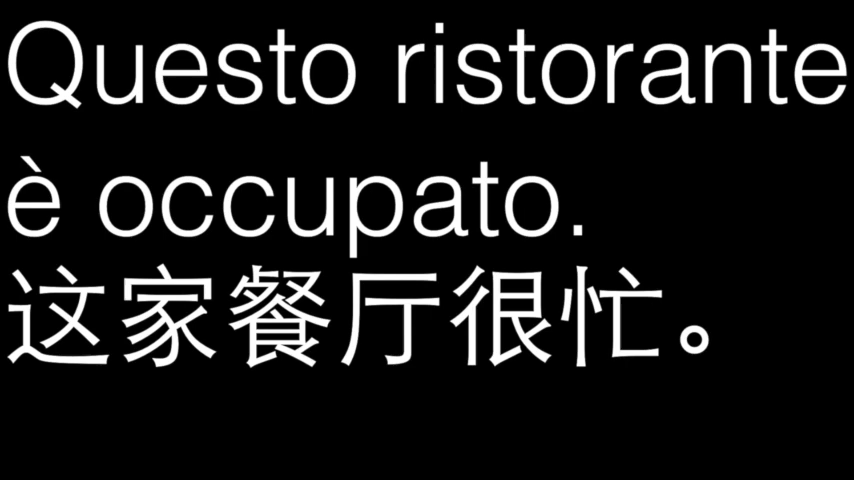 Questo ristorante
è occupato.
这家餐厅很忙。